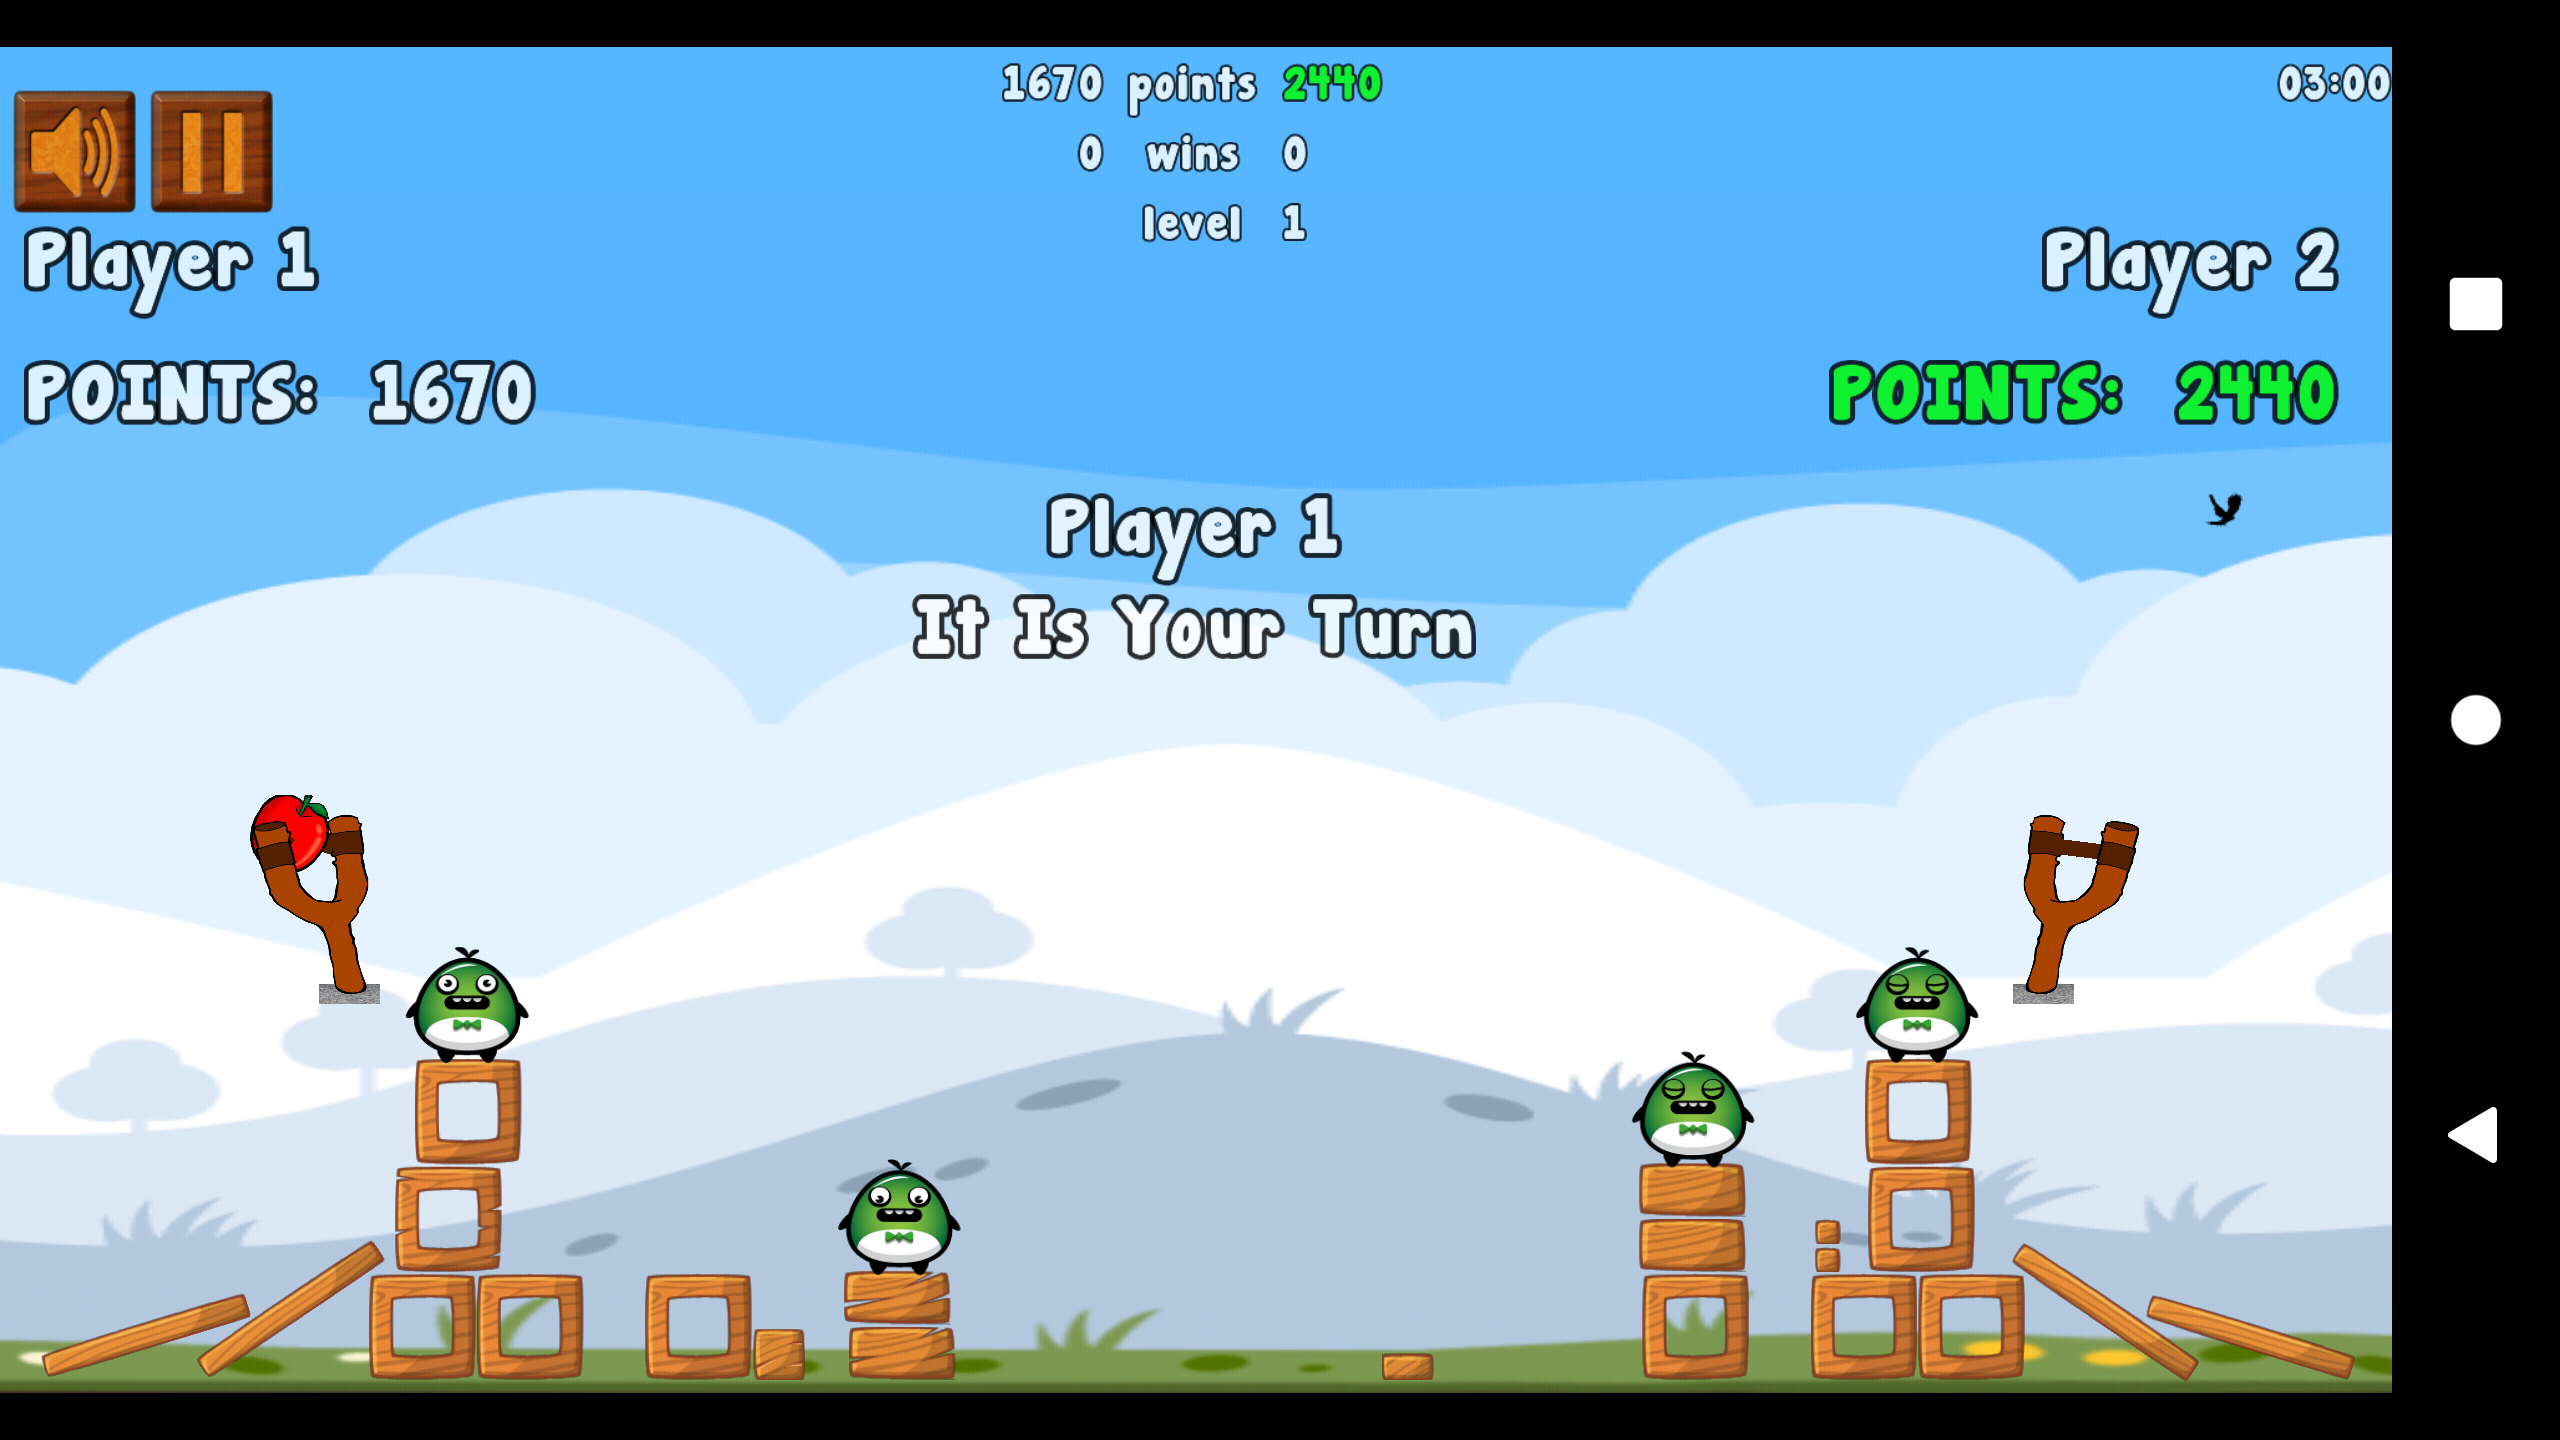 1670 points 2440
03:00
0 wins 0
level 1
Player 1
Player 2
POINTS: 1670
POINTS: 2440
Player 1
It Is Your Turn